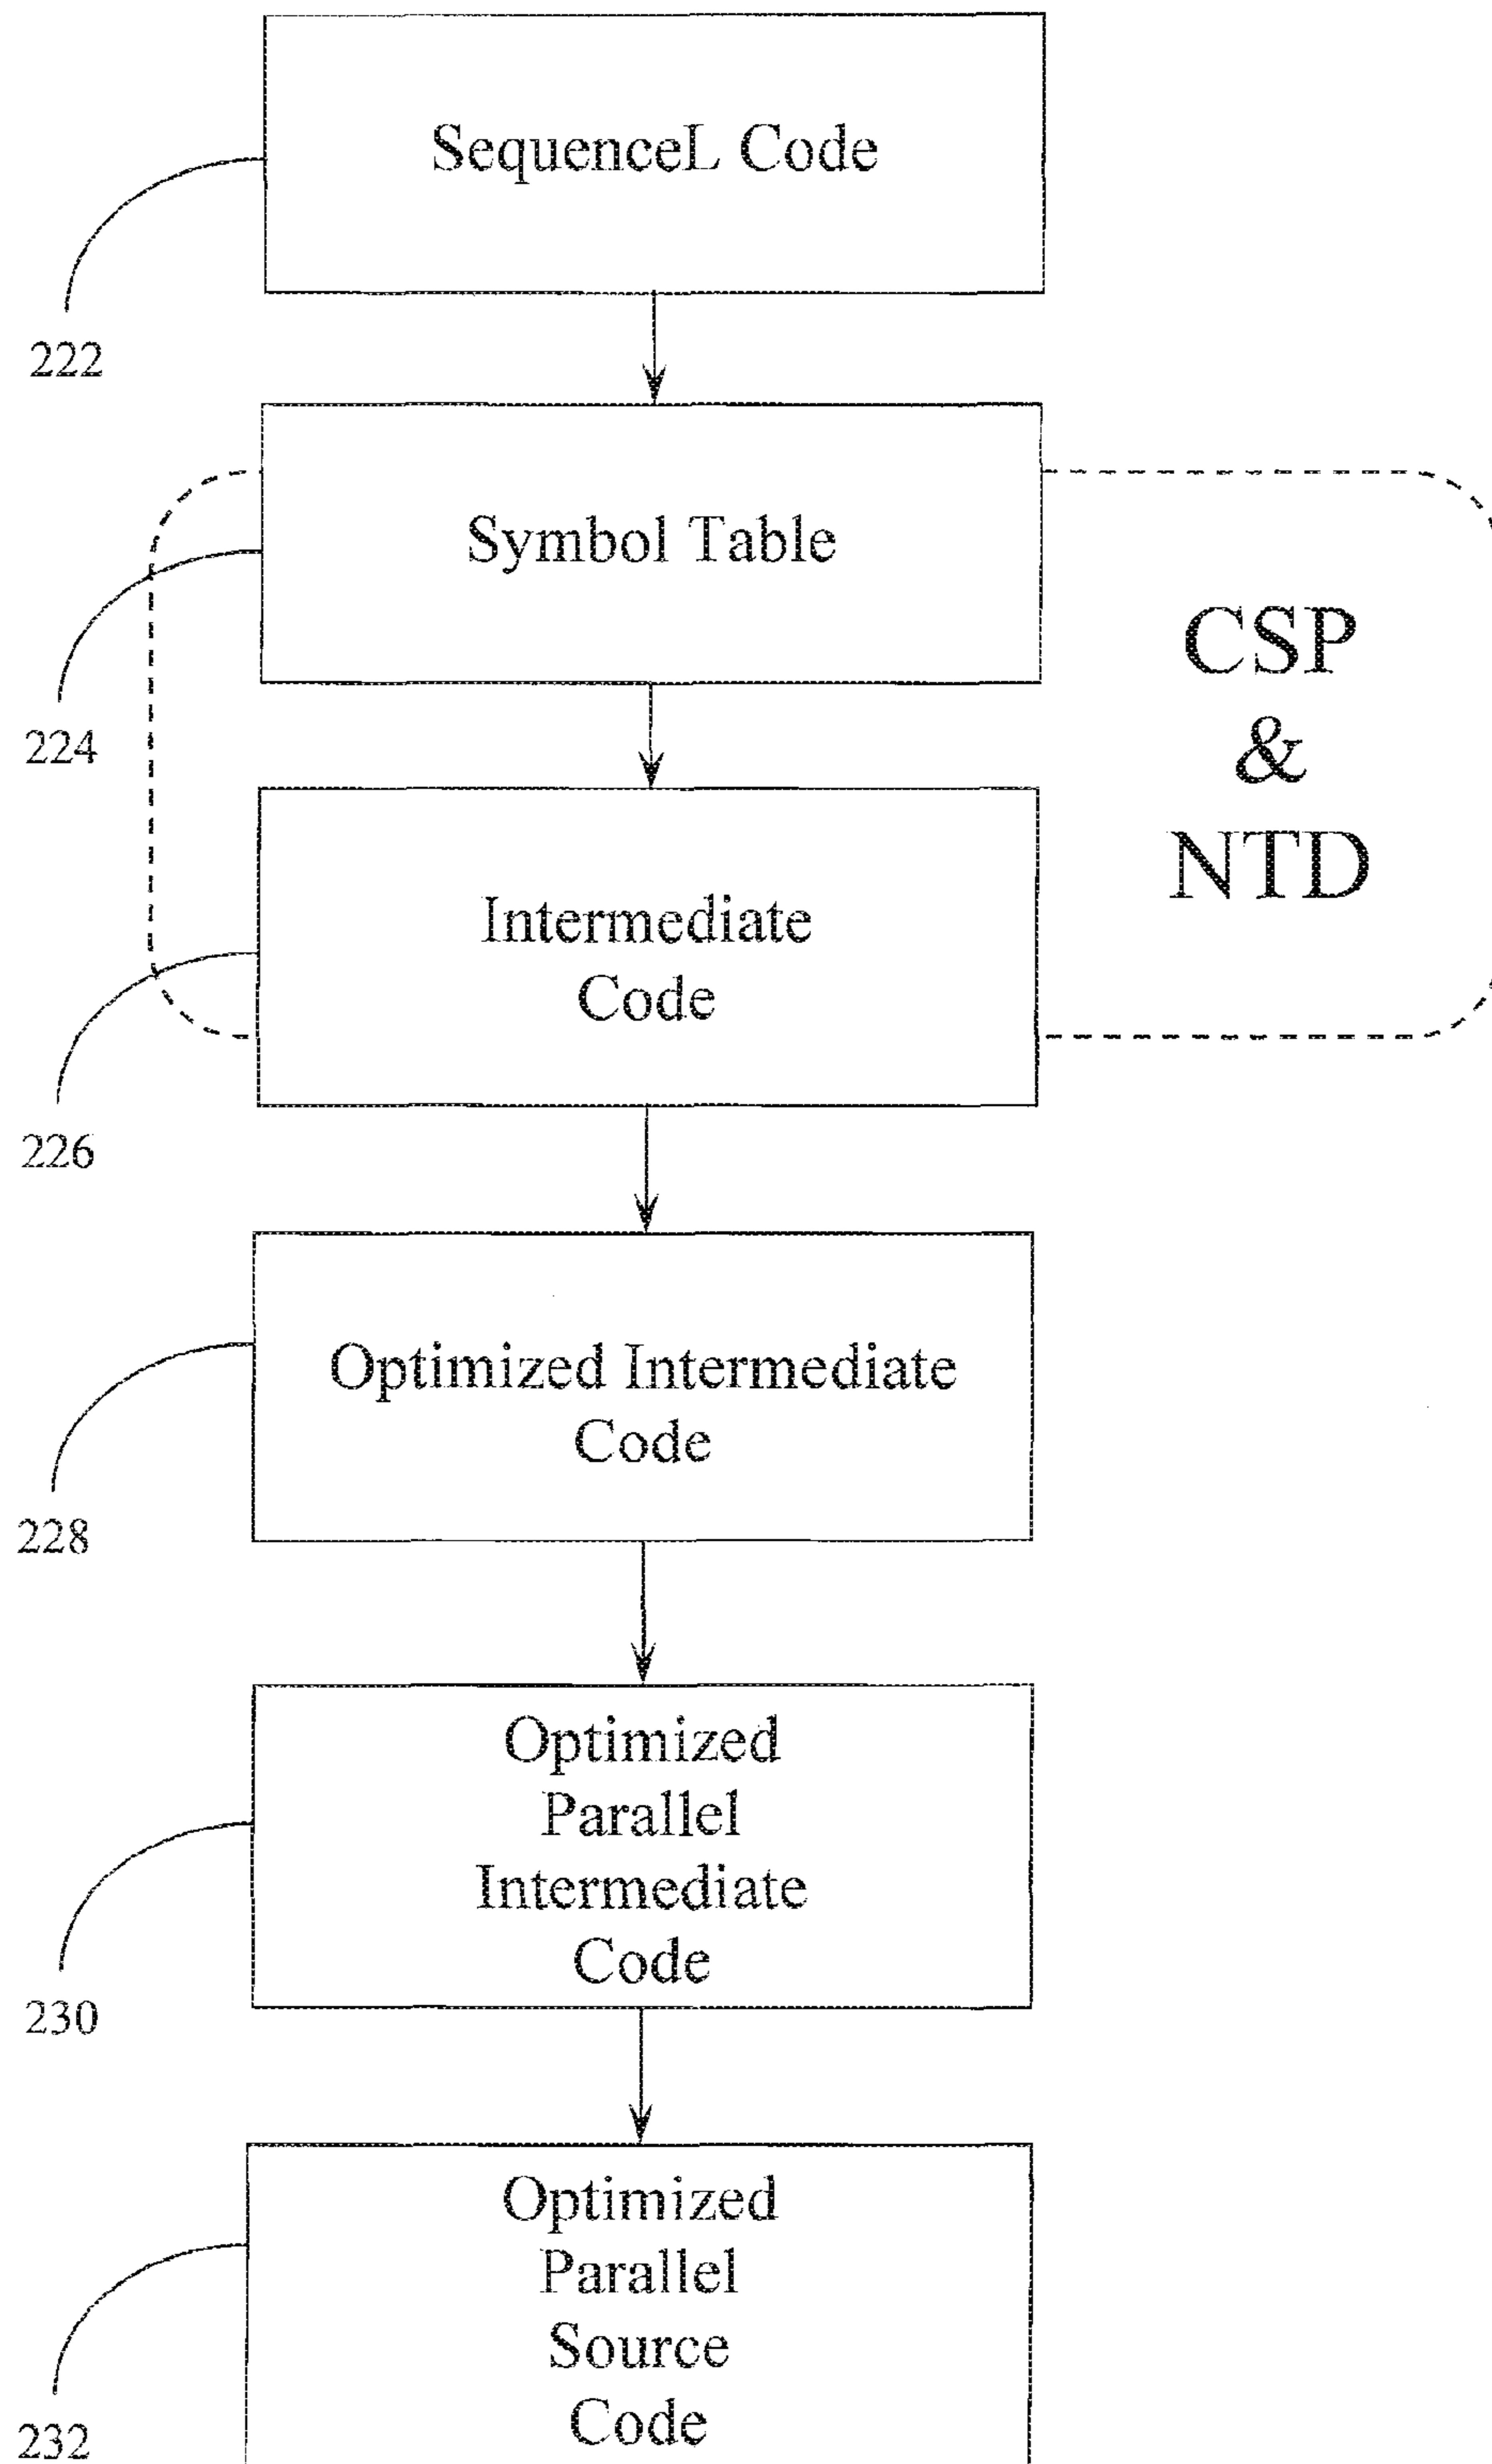 SequenceL Code
222
Symbol Table
224
CSP
&
NTD
Intermediate
Code
226
Optimized Intermediate
Code
228
Optimized
Parallel
Intermediate
Code
230
Optimized
Parallel
Source
Code
232